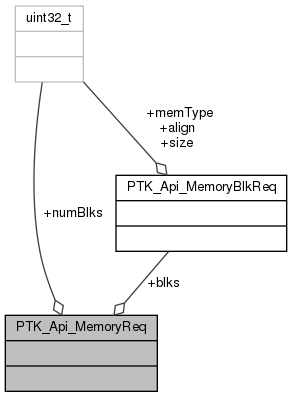 uint32_t
+memType
+align
+size
PTK_Api_MemoryBlkReq
+numBlks
+blks
PTK_Api_MemoryReq